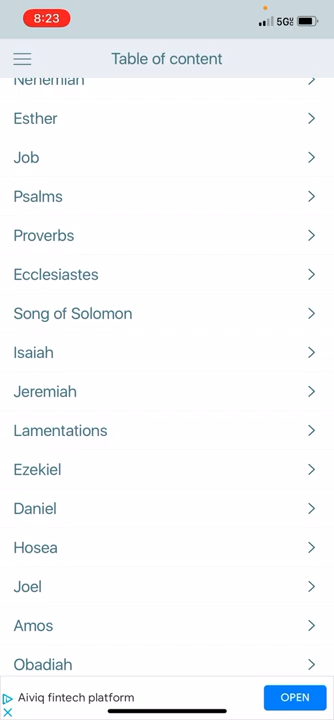 8:23
5G
Table of content
Nehemiah
Esther
Job
Psalms
Proverbs
Ecclesiastes
Song of Solomon
Isaiah
Jeremiah
Lamentations
Ezekiel
Daniel
Hosea
Joel
Amos
Obadiah
Aiviq fintech platform
OPEN